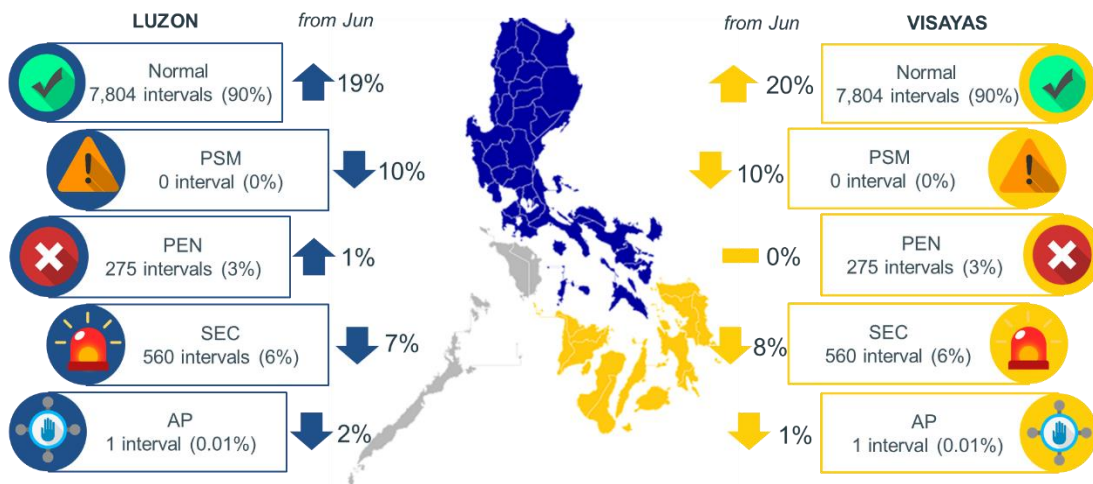 LUZON
from Jun
Normal
7,804 intervals (90%)
19%
PSM
0 interval (0%)
10%
PEN
275 intervals (3%)
1%
SEC
560 intervals (6%)
7%
AP
1 interval (0.01%)
2%
from Jun
VISAYAS
20%
Normal
7,804 intervals (90%)
10%
PSM
0 interval (0%)
0%
PEN
275 intervals (3%)
8%
SEC
560 interval (6%)
1%
AP
1 interval (0.01%)